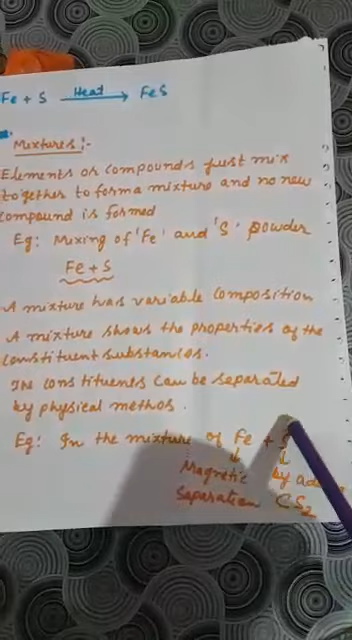 Fe + S Heat → FeS
Mixtures :-
Elements or compounds just mix
together to form a mixture and no new
compound is formed
Eg: Mixing of 'Fe' and 'S' powder
Fe + S
A mixture has variable composition
A mixture shows the properties of the
constituent substances.
The constituents can be separated
by physical methos.
Eg: In the mixture of Fe +
↓ ↓
Magnetic by
Separation CS2